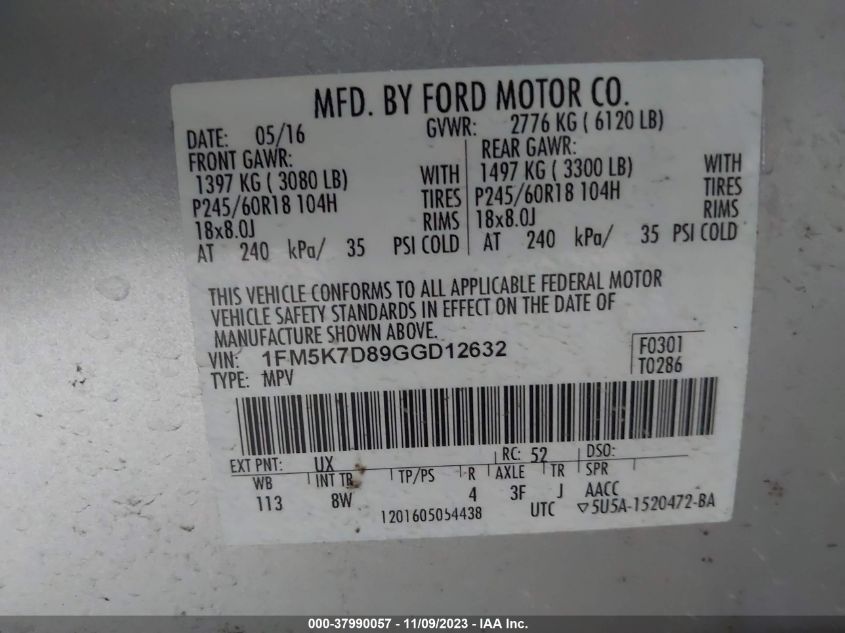 MFD. BY FORD MOTOR CO.
DATE: 05/16 GVWR: 2776 KG ( 6120 LB)
FRONT GAWR: REAR GAWR:
1397 KG ( 3080 LB) WITH 1497 KG ( 3300 LB) WITH
P245/60R18 104H TIRES P245/60R18 104H TIRES
18x8.0J RIMS 18x8.0J RIMS
AT 240 kPa/ 35 PSI COLD AT 240 kPa/ 35 PSI COLD
THIS VEHICLE CONFORMS TO ALL APPLICABLE FEDERAL MOTOR
VEHICLE SAFETY STANDARDS IN EFFECT ON THE DATE OF
MANUFACTURE SHOWN ABOVE.
VIN: 1FM5K7D89GGD12632 F0301
TYPE: MPV T0286
EXT PNT: UX RC: 52 DSO:
WB INT TR TP/PS R AXLE TR SPR
113 8W 4 3F J AACC
1201605054438 UTC ▽5U5A-1520472-BA
000-37990057 - 11/09/2023 - IAA Inc.